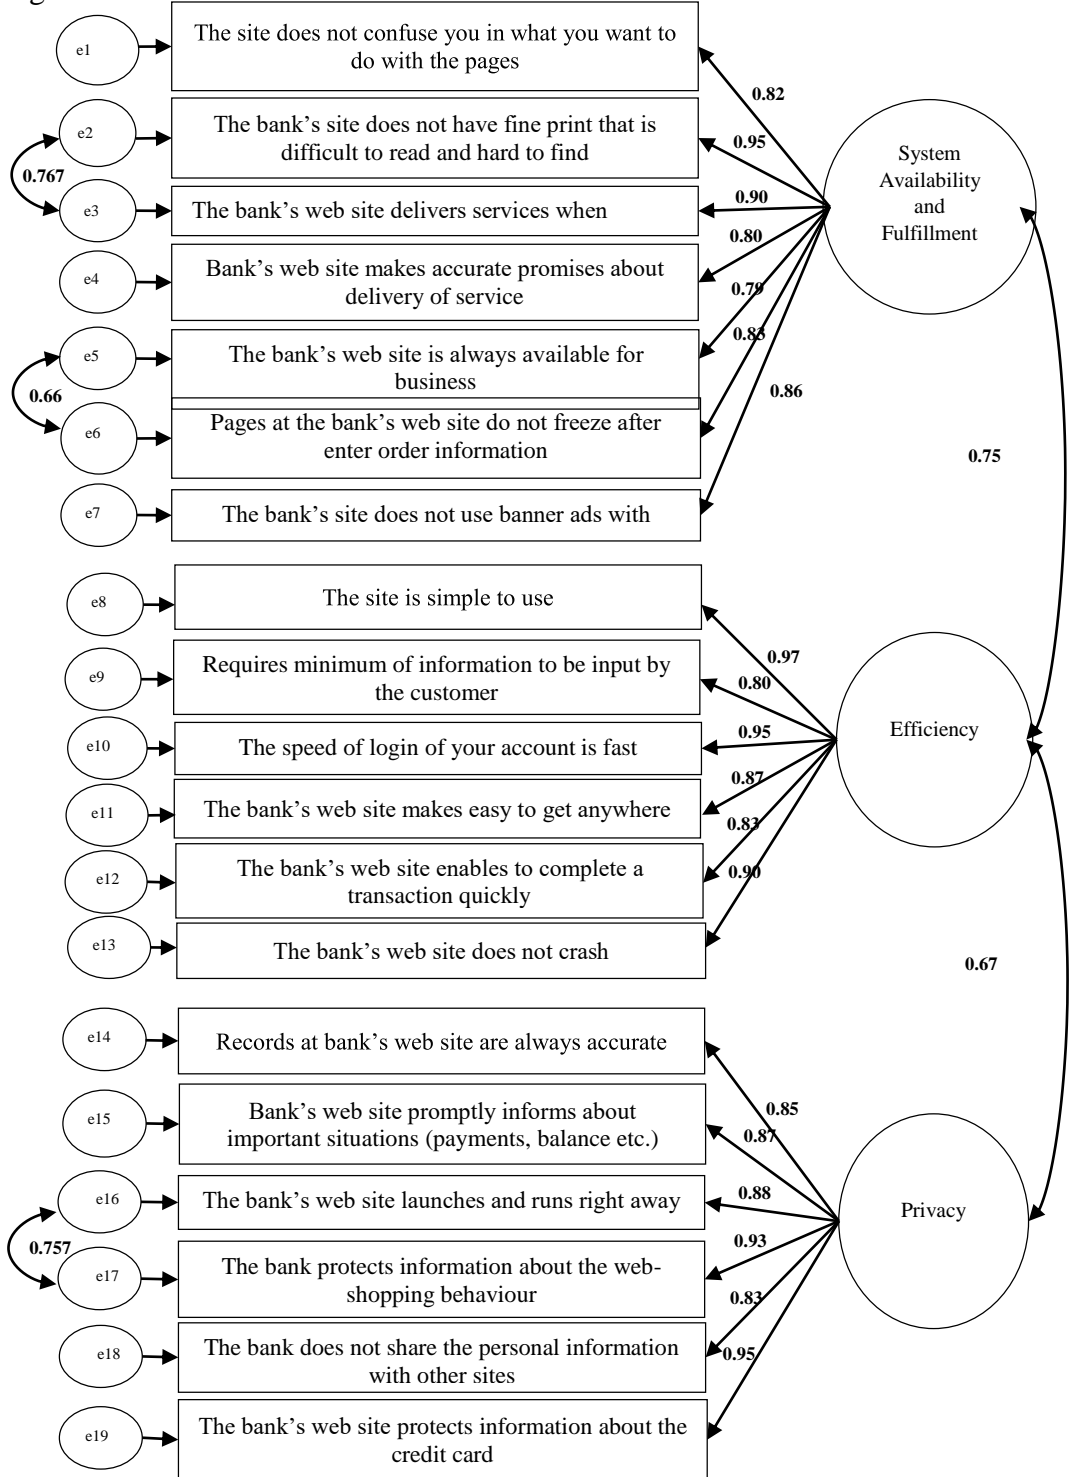 e1
The site does not confuse you in what you want to
do with the pages
0.82
e2
The bank's site does not have fine print that is
difficult to read and hard to find
0.95
0.767
System
Availability
and
Fulfillment
e3
The bank's web site delivers services when
0.90
e4
Bank's web site makes accurate promises about
delivery of service
0.80
e5
The bank's web site is always available for
business
0.79
0.66
e6
Pages at the bank's web site do not freeze after
enter order information
0.83
e7
The bank's site does not use banner ads with
0.86
0.75
e8
The site is simple to use
0.97
e9
Requires minimum of information to be input by
the customer
0.80
e10
The speed of login of your account is fast
0.95
Efficiency
e11
The bank's web site makes easy to get anywhere
0.87
e12
The bank's web site enables to complete a
transaction quickly
0.83
e13
The bank's web site does not crash
0.90
0.67
e14
Records at bank's web site are always accurate
0.85
e15
Bank's web site promptly informs about
important situations (payments, balance etc.)
0.87
e16
The bank's web site launches and runs right away
0.88
Privacy
0.757
e17
The bank protects information about the web-
shopping behaviour
0.93
e18
The bank does not share the personal information
with other sites
0.83
e19
The bank's web site protects information about the
credit card
0.95